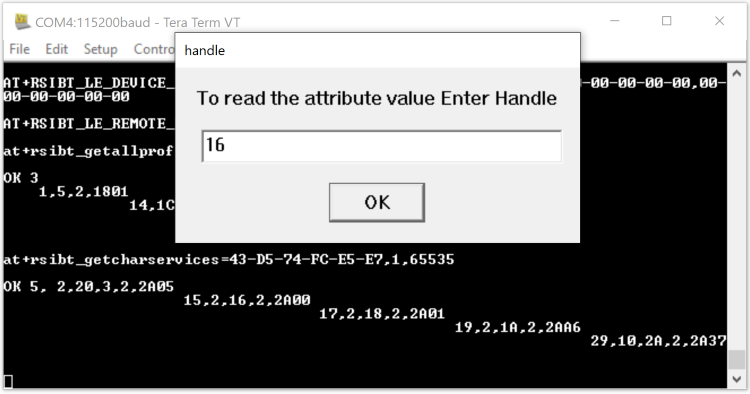 COM4:115200baud - Tera Term VT
File Edit Setup Contro
handle
To read the attribute value Enter Handle
16
OK
AT+RSIBT_LE_DEVICE_ -00-00-00-00,00-
00-00-00-00-00
AT+RSIBT_LE_REMOTE_
at+rsibt_getallprof
OK 3
1,5,2,1801
14,1C
at+rsibt_getcharservices=43-D5-74-FC-E5-E7,1,65535
OK 5, 2,20,3,2,2A05
15,2,16,2,2A00
17,2,18,2,2A01
19,2,1A,2,2AA6
29,10,2A,2,2A37